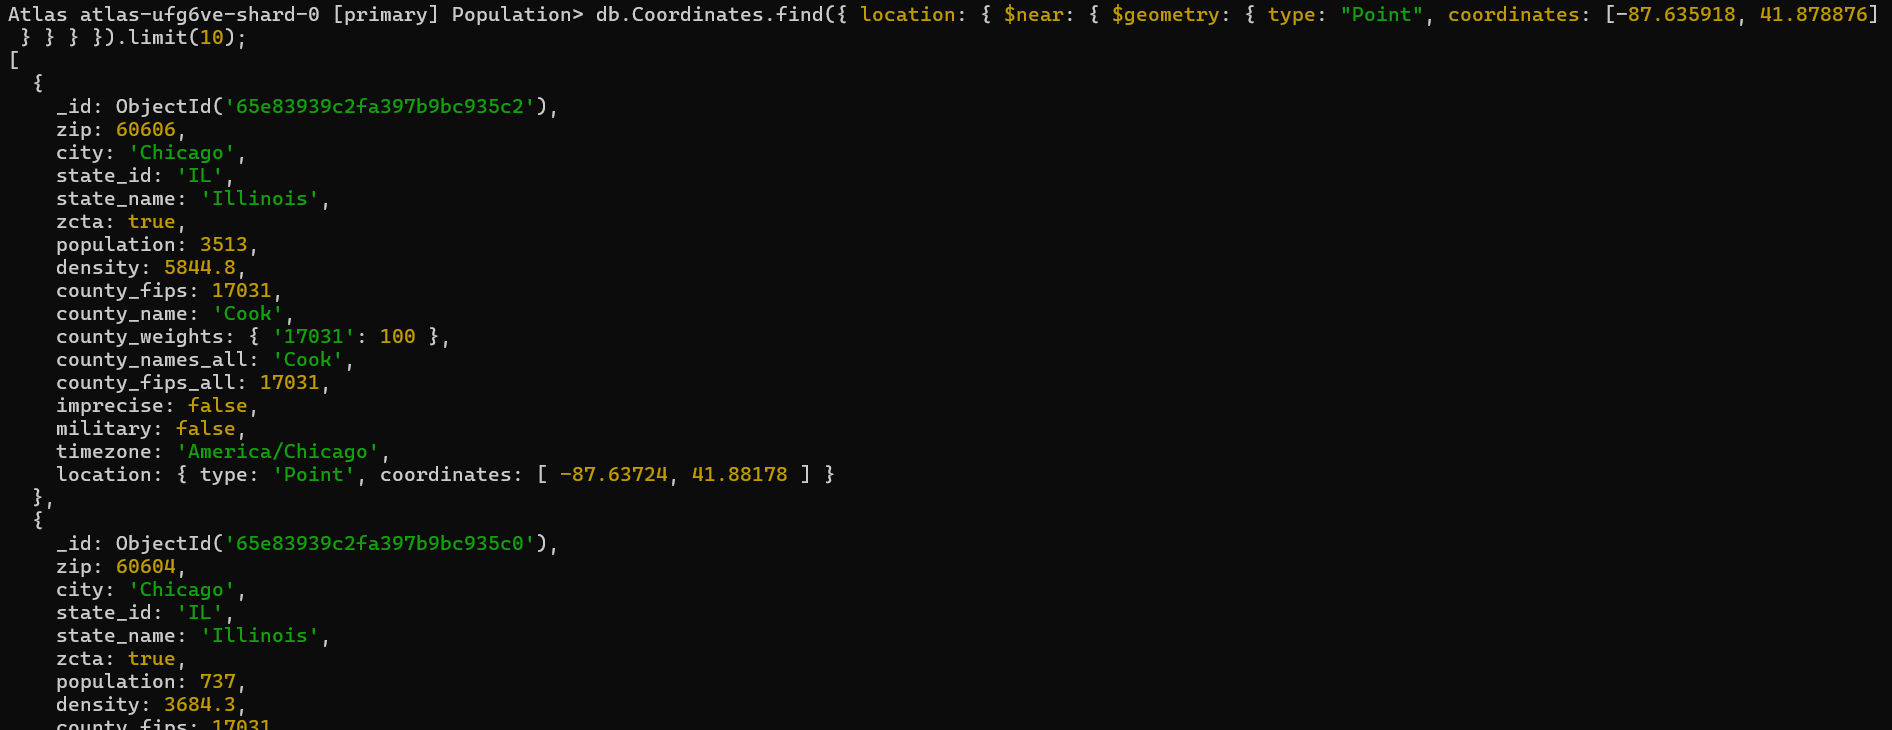 Atlas atlas-ufg6ve-shard-0 [primary] Population> db.Coordinates.find({ location: { $near: { $geometry: { type: "Point", coordinates: [-87.635918, 41.878876]
 } } } }).limit(10);
[
  {
    _id: ObjectId('65e83939c2fa397b9bc935c2'),
    zip: 60606,
    city: 'Chicago',
    state_id: 'IL',
    state_name: 'Illinois',
    zcta: true,
    population: 3513,
    density: 5844.8,
    county_fips: 17031,
    county_name: 'Cook',
    county_weights: { '17031': 100 },
    county_names_all: 'Cook',
    county_fips_all: 17031,
    imprecise: false,
    military: false,
    timezone: 'America/Chicago',
    location: { type: 'Point', coordinates: [ -87.63724, 41.88178 ] }
  },
  {
    _id: ObjectId('65e83939c2fa397b9bc935c0'),
    zip: 60604,
    city: 'Chicago',
    state_id: 'IL',
    state_name: 'Illinois',
    zcta: true,
    population: 737,
    density: 3684.3,
    county_fips: 17031